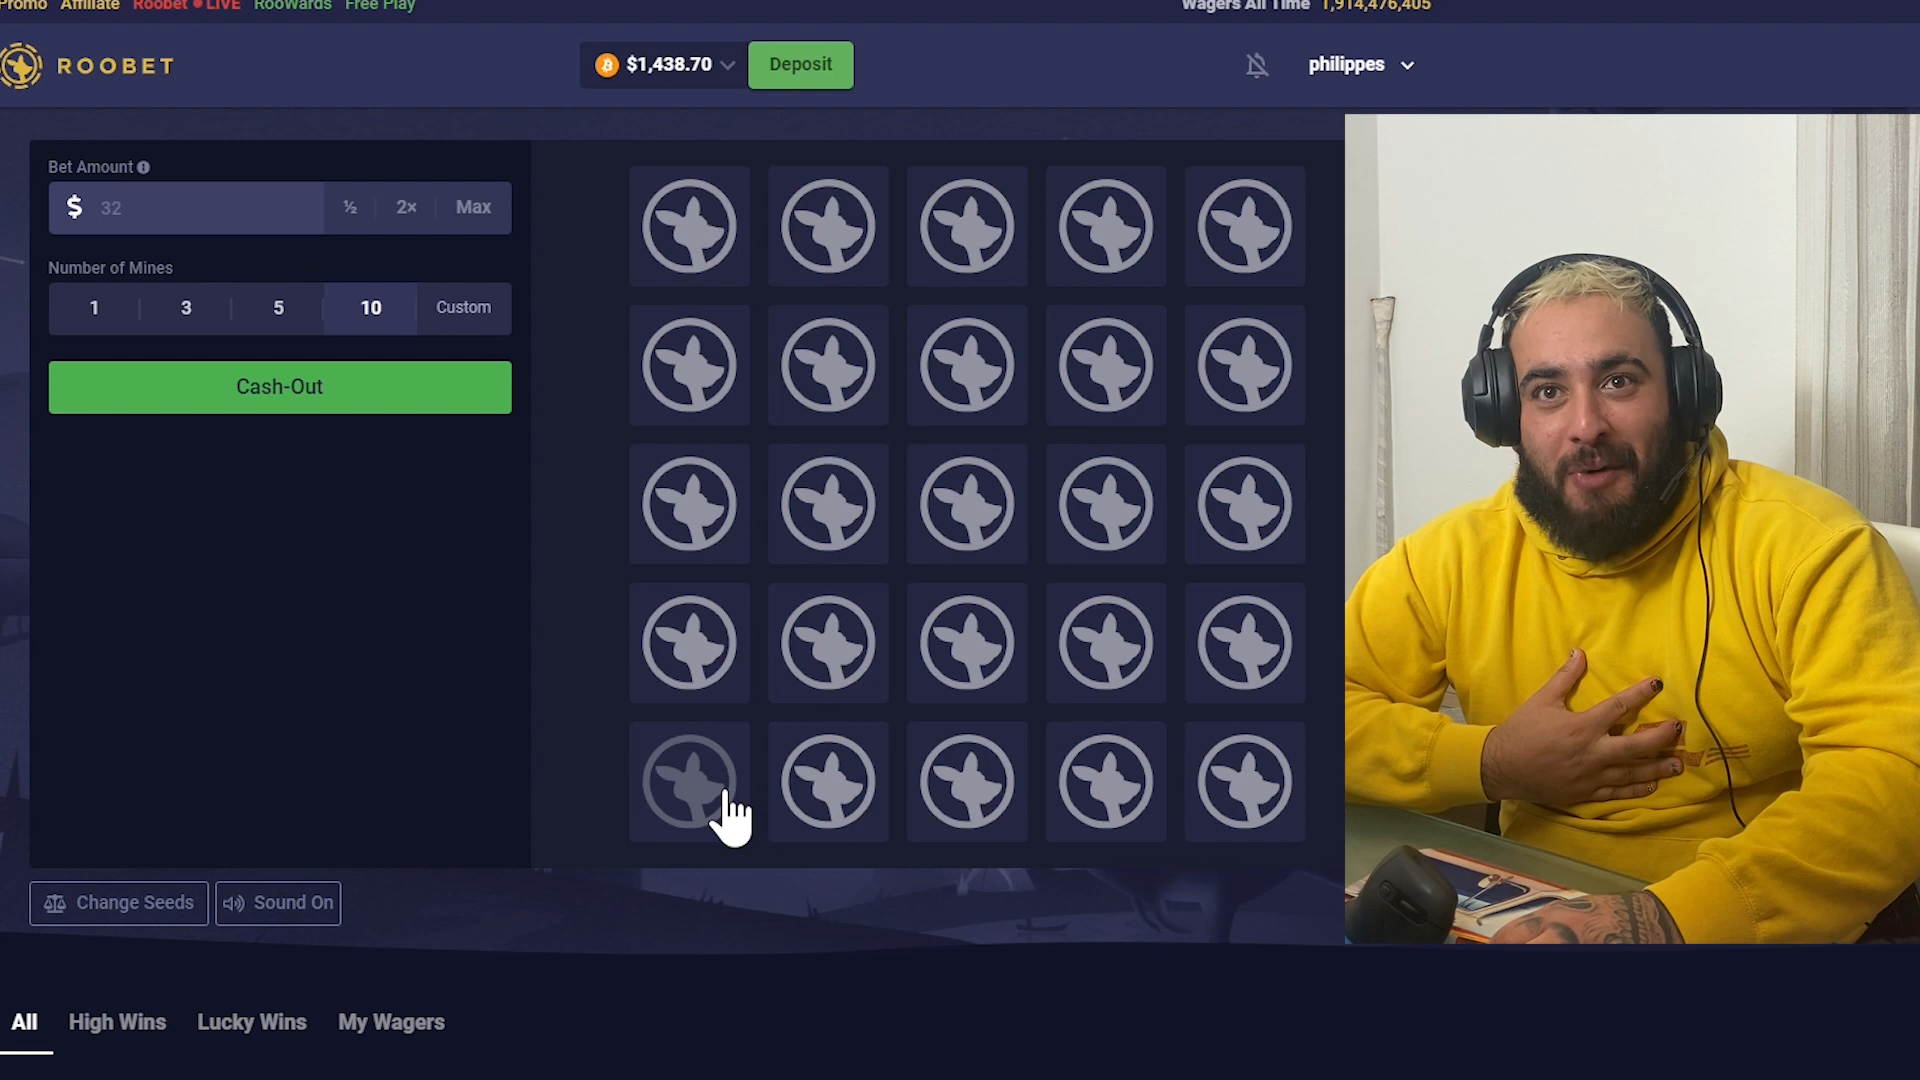 Promo Affiliate Roobet LIVE RooWards Free Play Wagers All Time 1,914,476,405
ROOBET $1,438.70 Deposit philippes
Bet Amount
$ 32 ½ 2× Max
Number of Mines
1 3 5 10 Custom
Cash-Out
Change Seeds Sound On
All High Wins Lucky Wins My Wagers